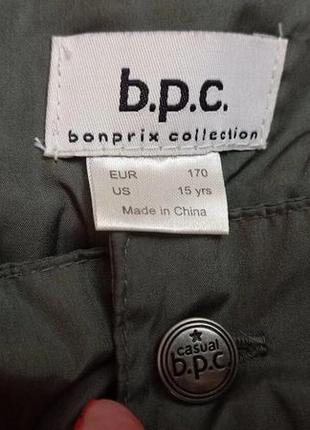 b.p.c.
bonprix collection
EUR 170
US 15 yrs
Made in China
casual
b.p.c.